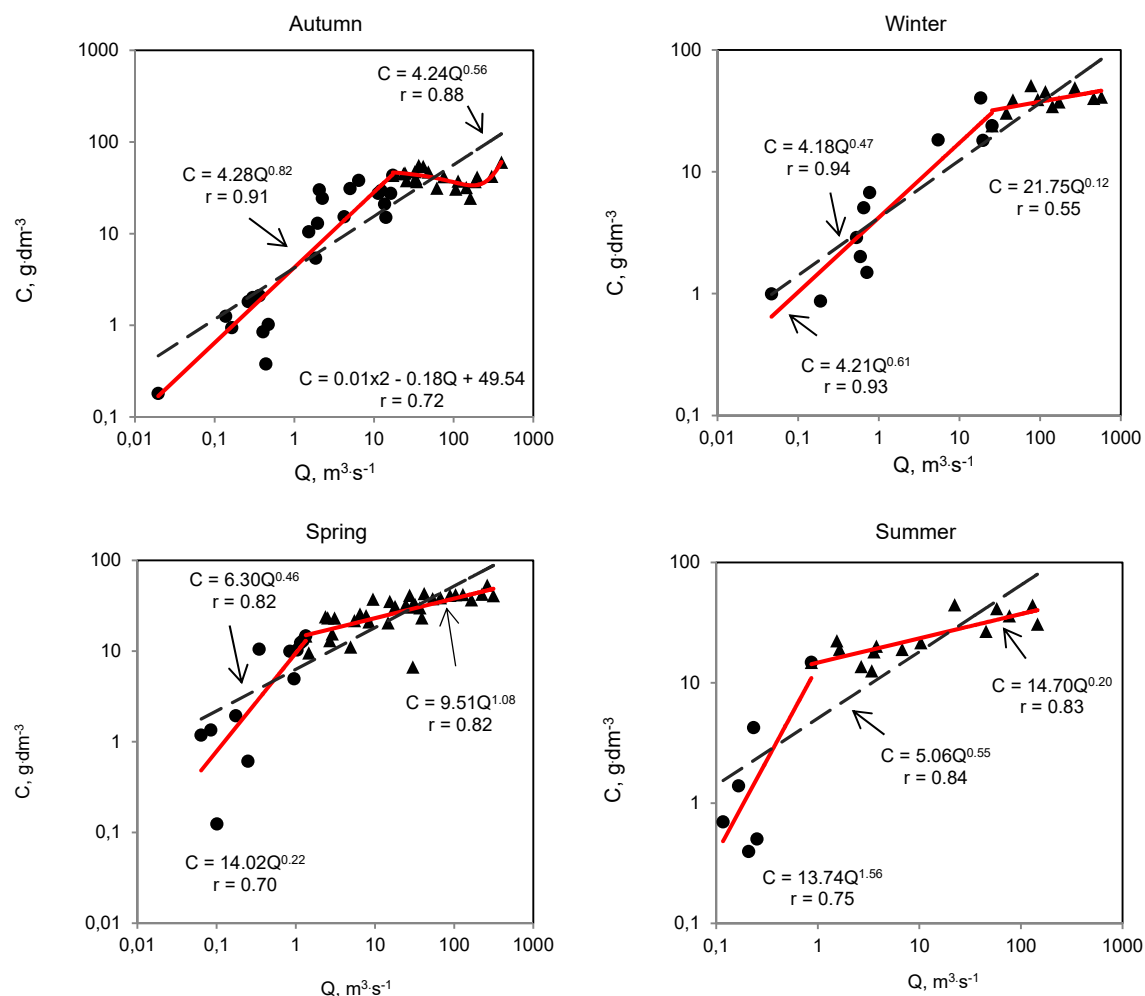 Autumn
1000
100
10
1
0,1
0,01
0,1
1
10
100
1000
C, g·dm-3
Q, m3·s-1
C = 4.24Q0.56
r = 0.88
C = 4.28Q0.82
r = 0.91
C = 0.01x2 - 0.18Q + 49.54
r = 0.72
Winter
100
10
1
0,1
0,01
0,1
1
10
100
1000
C, g·dm-3
Q, m3·s-1
C = 4.18Q0.47
r = 0.94
C = 21.75Q0.12
r = 0.55
C = 4.21Q0.61
r = 0.93
Spring
100
10
1
0,1
0,01
0,01
0,1
1
10
100
1000
C, g·dm-3
Q, m3·s-1
C = 6.30Q0.46
r = 0.82
C = 9.51Q1.08
r = 0.82
C = 14.02Q0.22
r = 0.70
Summer
100
10
1
0,1
0,1
1
10
100
1000
C, g·dm-3
Q, m3·s-1
C = 14.70Q0.20
r = 0.83
C = 5.06Q0.55
r = 0.84
C = 13.74Q1.56
r = 0.75